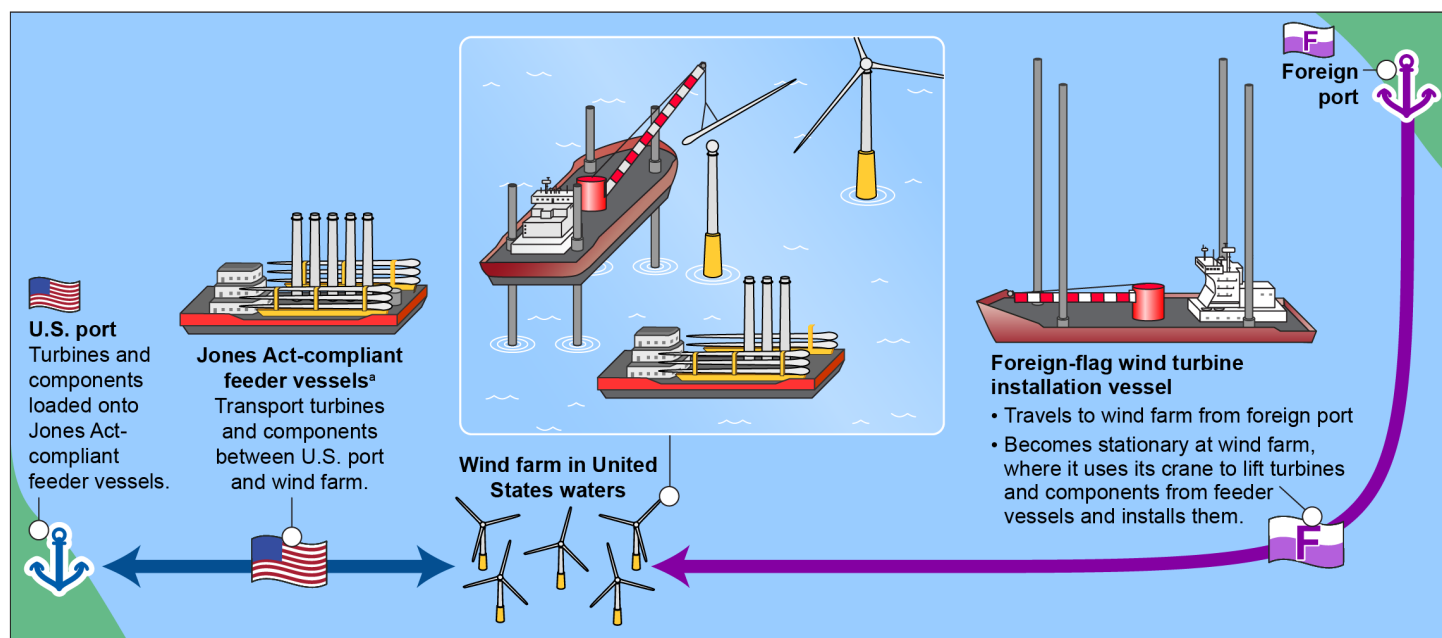 U.S. port
Turbines and
components
loaded onto
Jones Act-
compliant
feeder vessels.
Jones Act-compliant
feeder vesselsᵃ
Transport turbines
and components
between U.S. port
and wind farm.
Wind farm in United
States waters
Foreign-flag wind turbine
installation vessel
• Travels to wind farm from foreign port
• Becomes stationary at wind farm,
where it uses its crane to lift turbines
and components from feeder
vessels and installs them.
F
F
Foreign
port